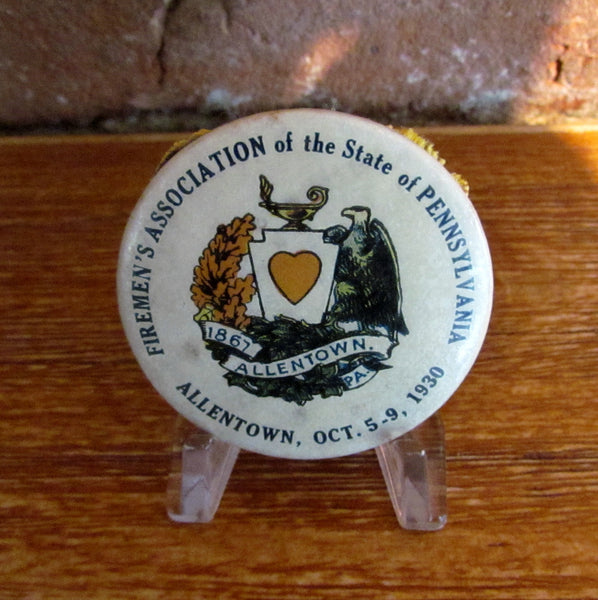 FIREMEN'S ASSOCIATION of the State of PENNSYLVANIA
1867
ALLENTOWN.
PA.
ALLENTOWN, OCT. 5-9, 1930